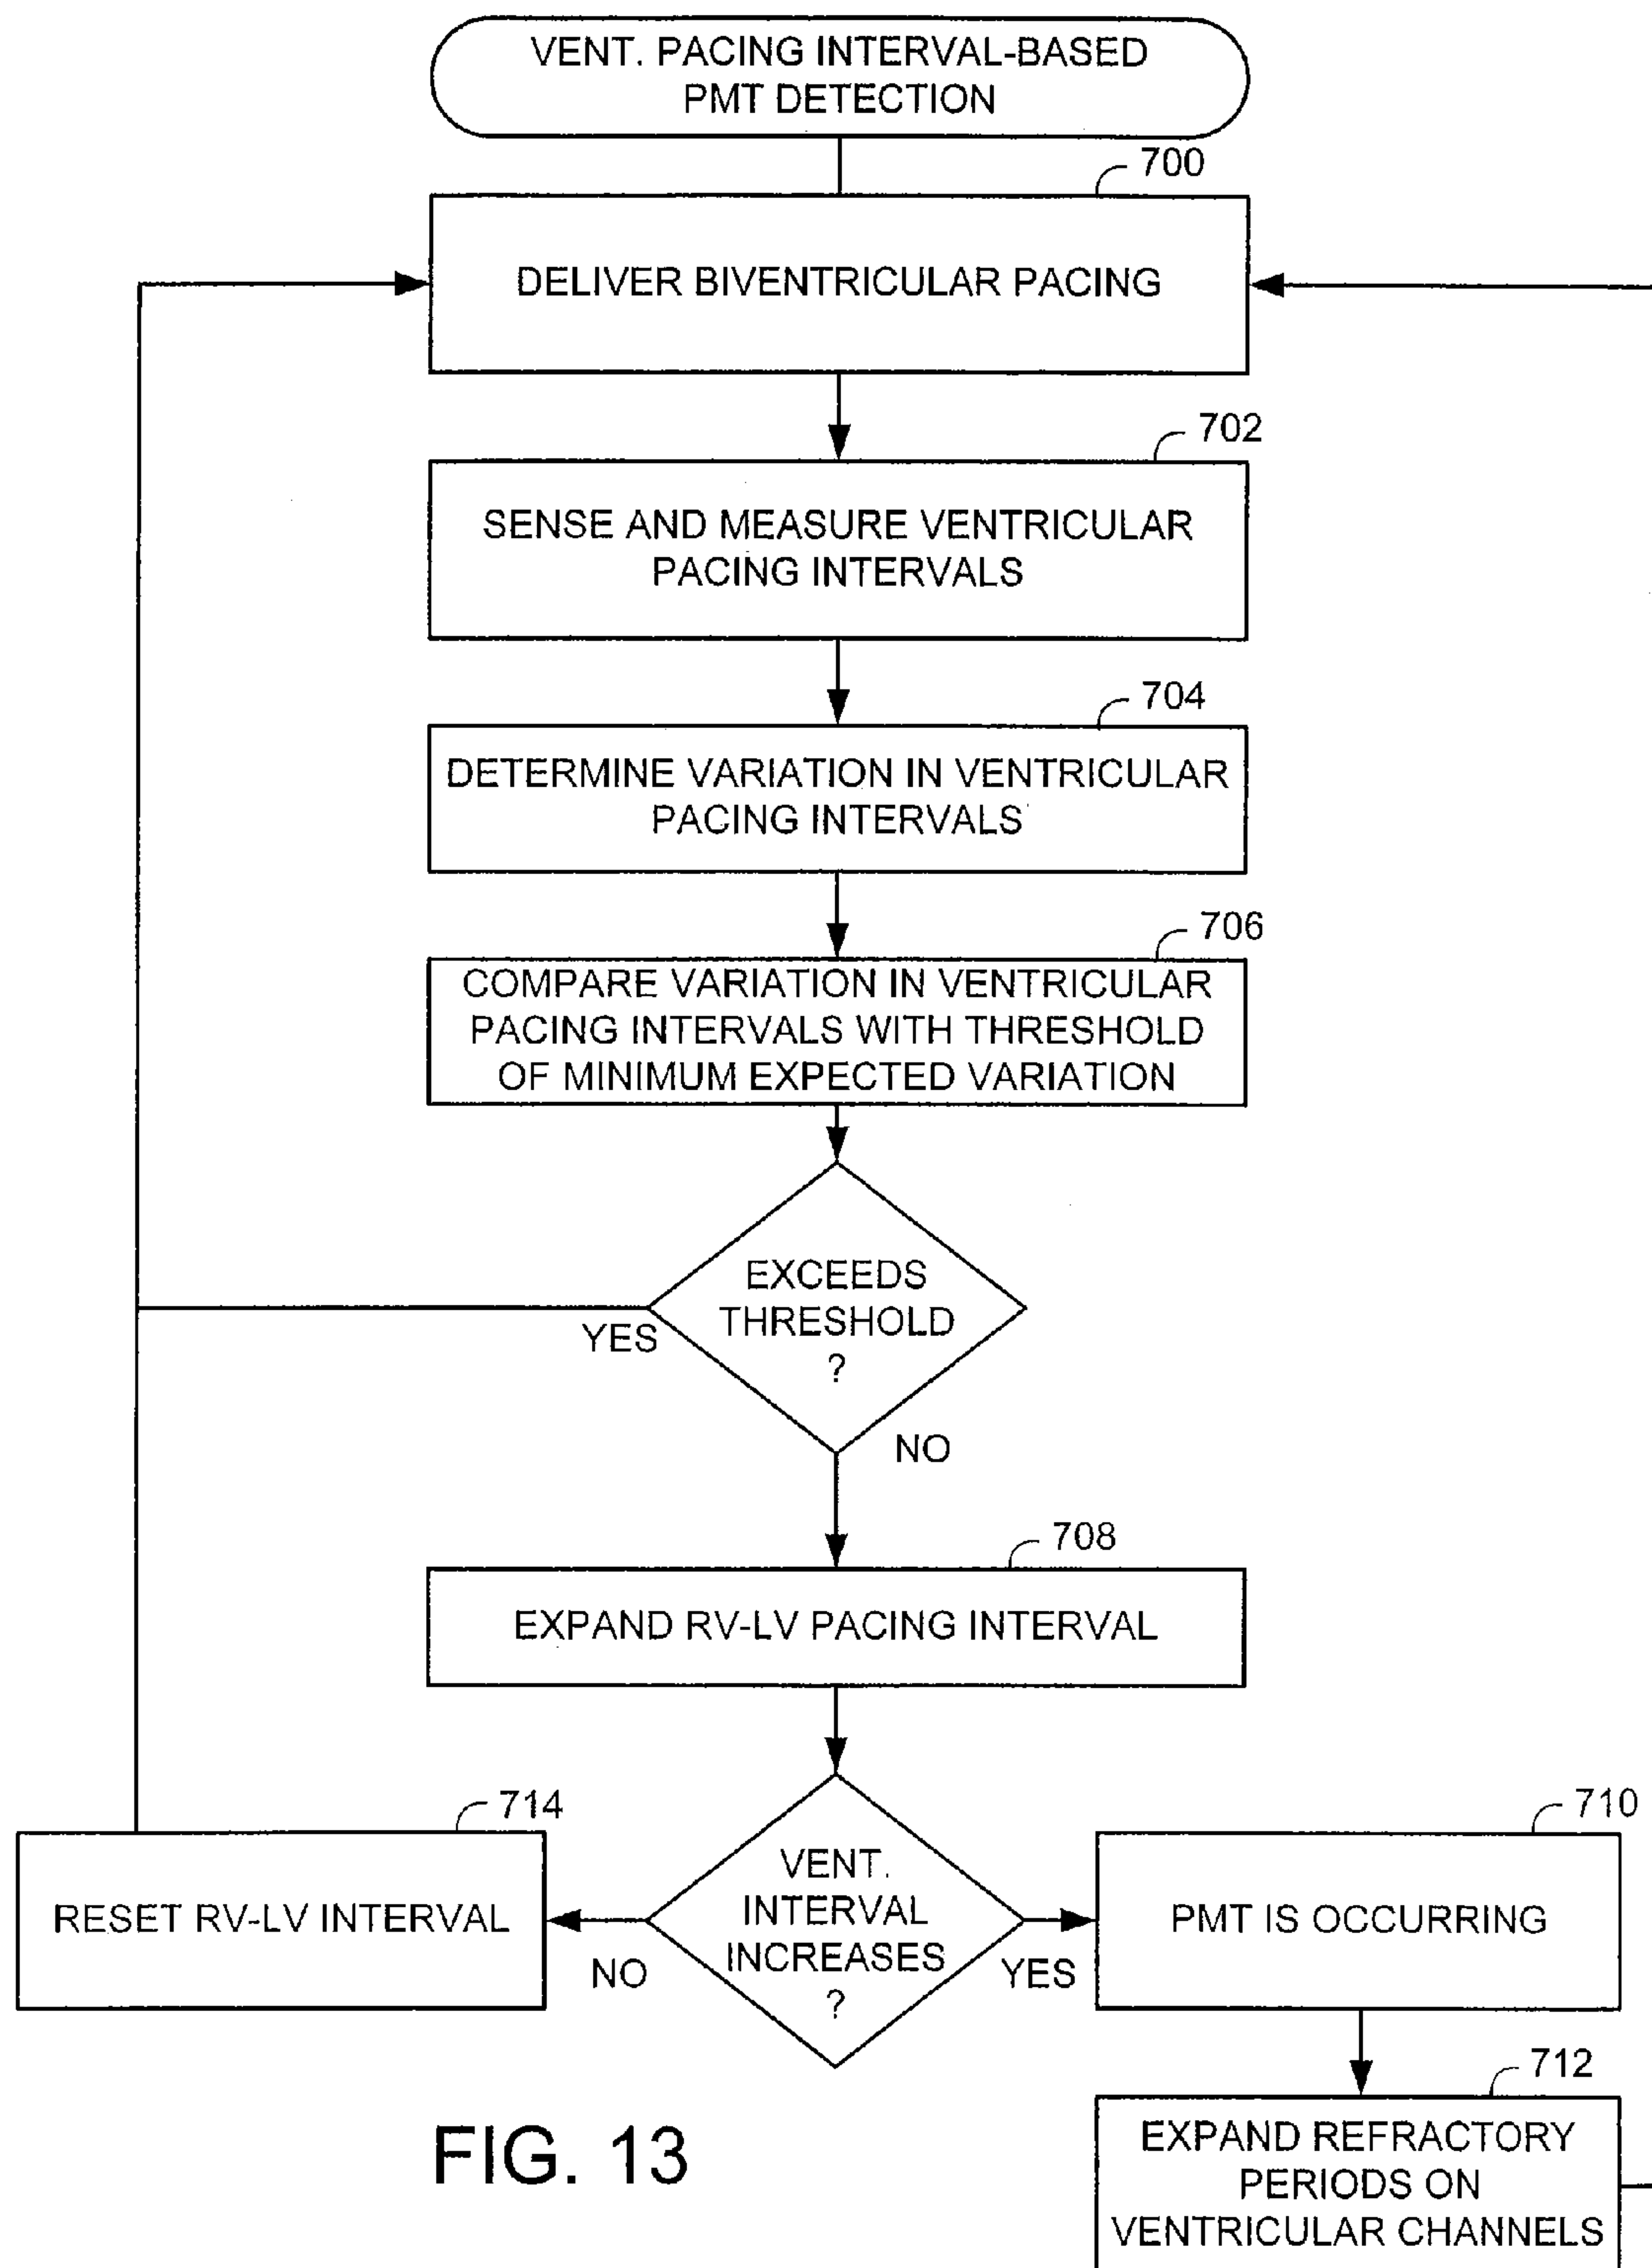 VENT. PACING INTERVAL-BASED
PMT DETECTION
700
DELIVER BIVENTRICULAR PACING
702
SENSE AND MEASURE VENTRICULAR
PACING INTERVALS
704
DETERMINE VARIATION IN VENTRICULAR
PACING INTERVALS
706
COMPARE VARIATION IN VENTRICULAR
PACING INTERVALS WITH THRESHOLD
OF MINIMUM EXPECTED VARIATION
EXCEEDS
THRESHOLD
?
YES
NO
708
EXPAND RV-LV PACING INTERVAL
714
RESET RV-LV INTERVAL
VENT.
INTERVAL
INCREASES
?
NO
YES
710
PMT IS OCCURRING
712
EXPAND REFRACTORY
PERIODS ON
VENTRICULAR CHANNELS
FIG. 13